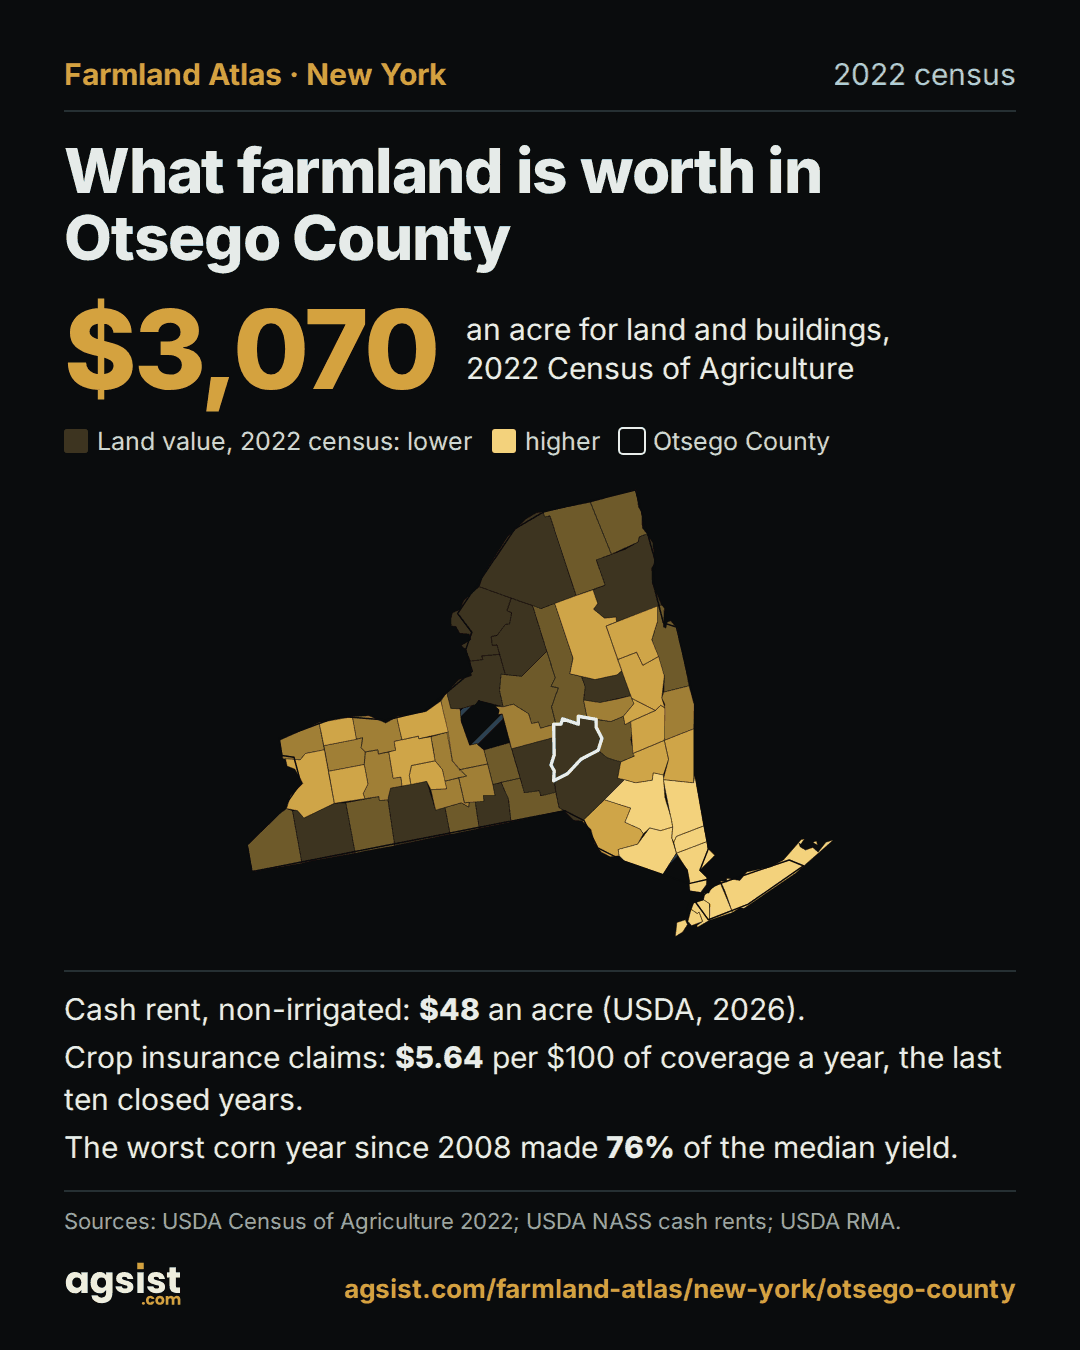 Farmland Atlas · New York
2022 census
What farmland is worth in
Otsego County
$3,070
an acre for land and buildings,
2022 Census of Agriculture
Land value, 2022 census: lower
higher
Otsego County
Cash rent, non-irrigated: $48 an acre (USDA, 2026).
Crop insurance claims: $5.64 per $100 of coverage a year, the last
ten closed years.
The worst corn year since 2008 made 76% of the median yield.
Sources: USDA Census of Agriculture 2022; USDA NASS cash rents; USDA RMA.
agsist
.com
agsist.com/farmland-atlas/new-york/otsego-county